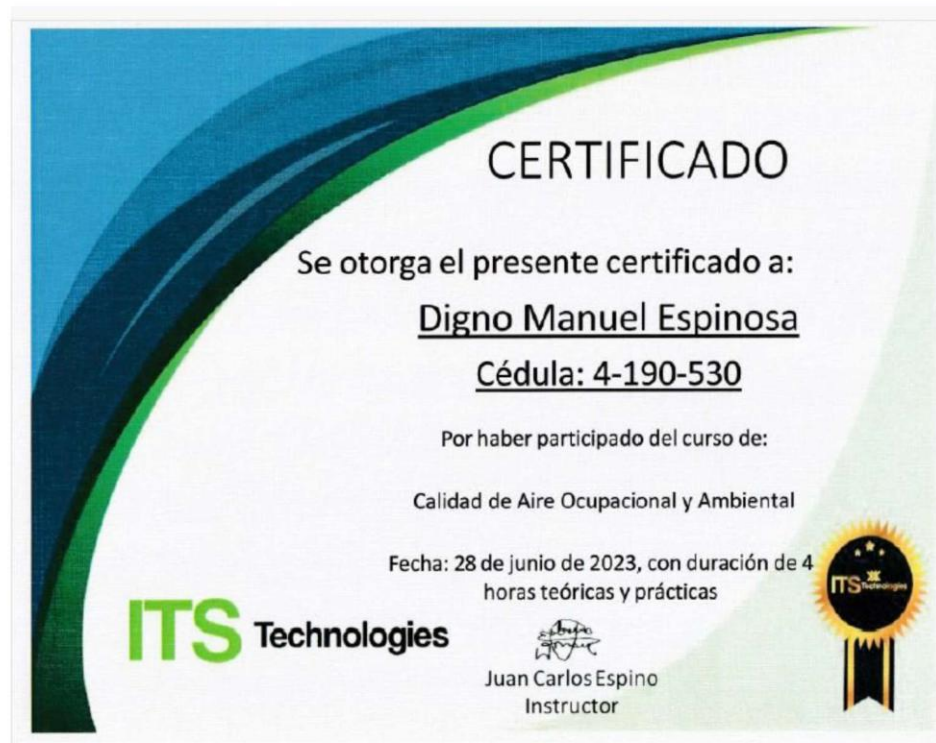 CERTIFICADO
Se otorga el presente certificado a:
Digno Manuel Espinosa
Cédula: 4-190-530
Por haber participado del curso de:
Calidad de Aire Ocupacional y Ambiental
Fecha: 28 de junio de 2023, con duración de 4
horas teóricas y prácticas
ITS Technologies
ITS Technologies
Juan Carlos Espino
Instructor